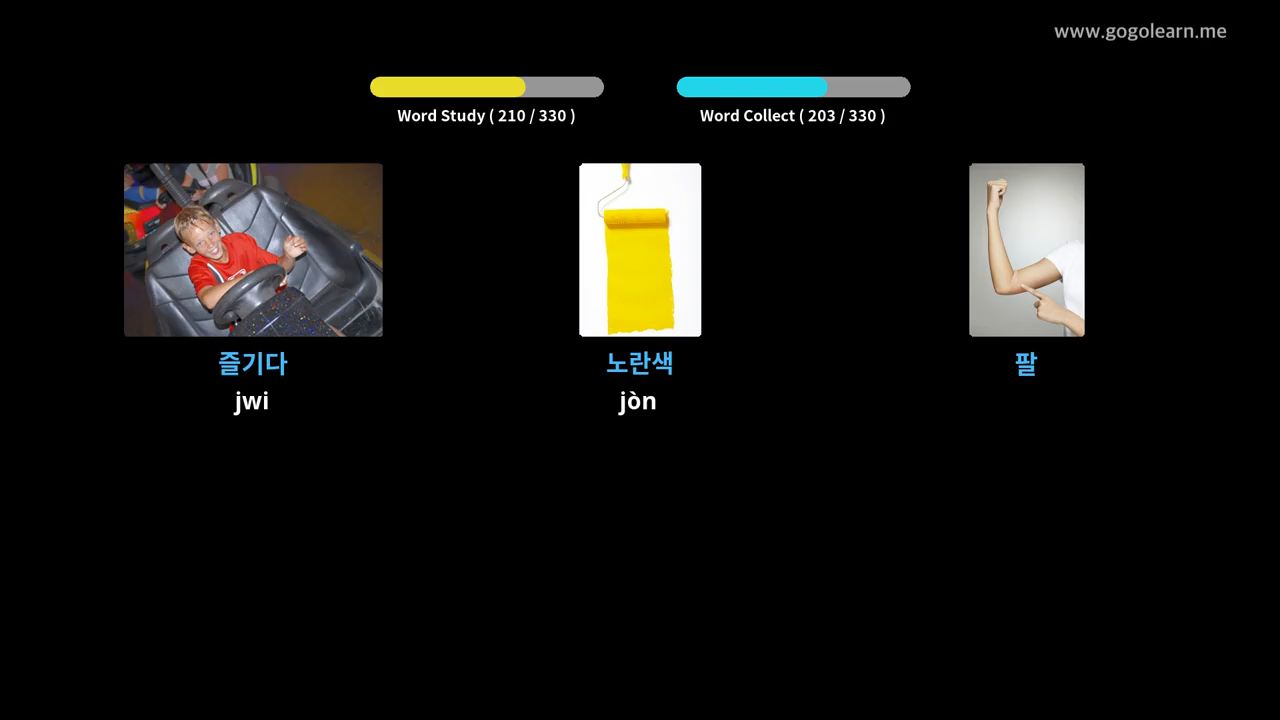 www.gogolearn.me
Word Study ( 210 / 330 )
Word Collect ( 203 / 330 )
즐기다
노란색
팔
jwi
jòn